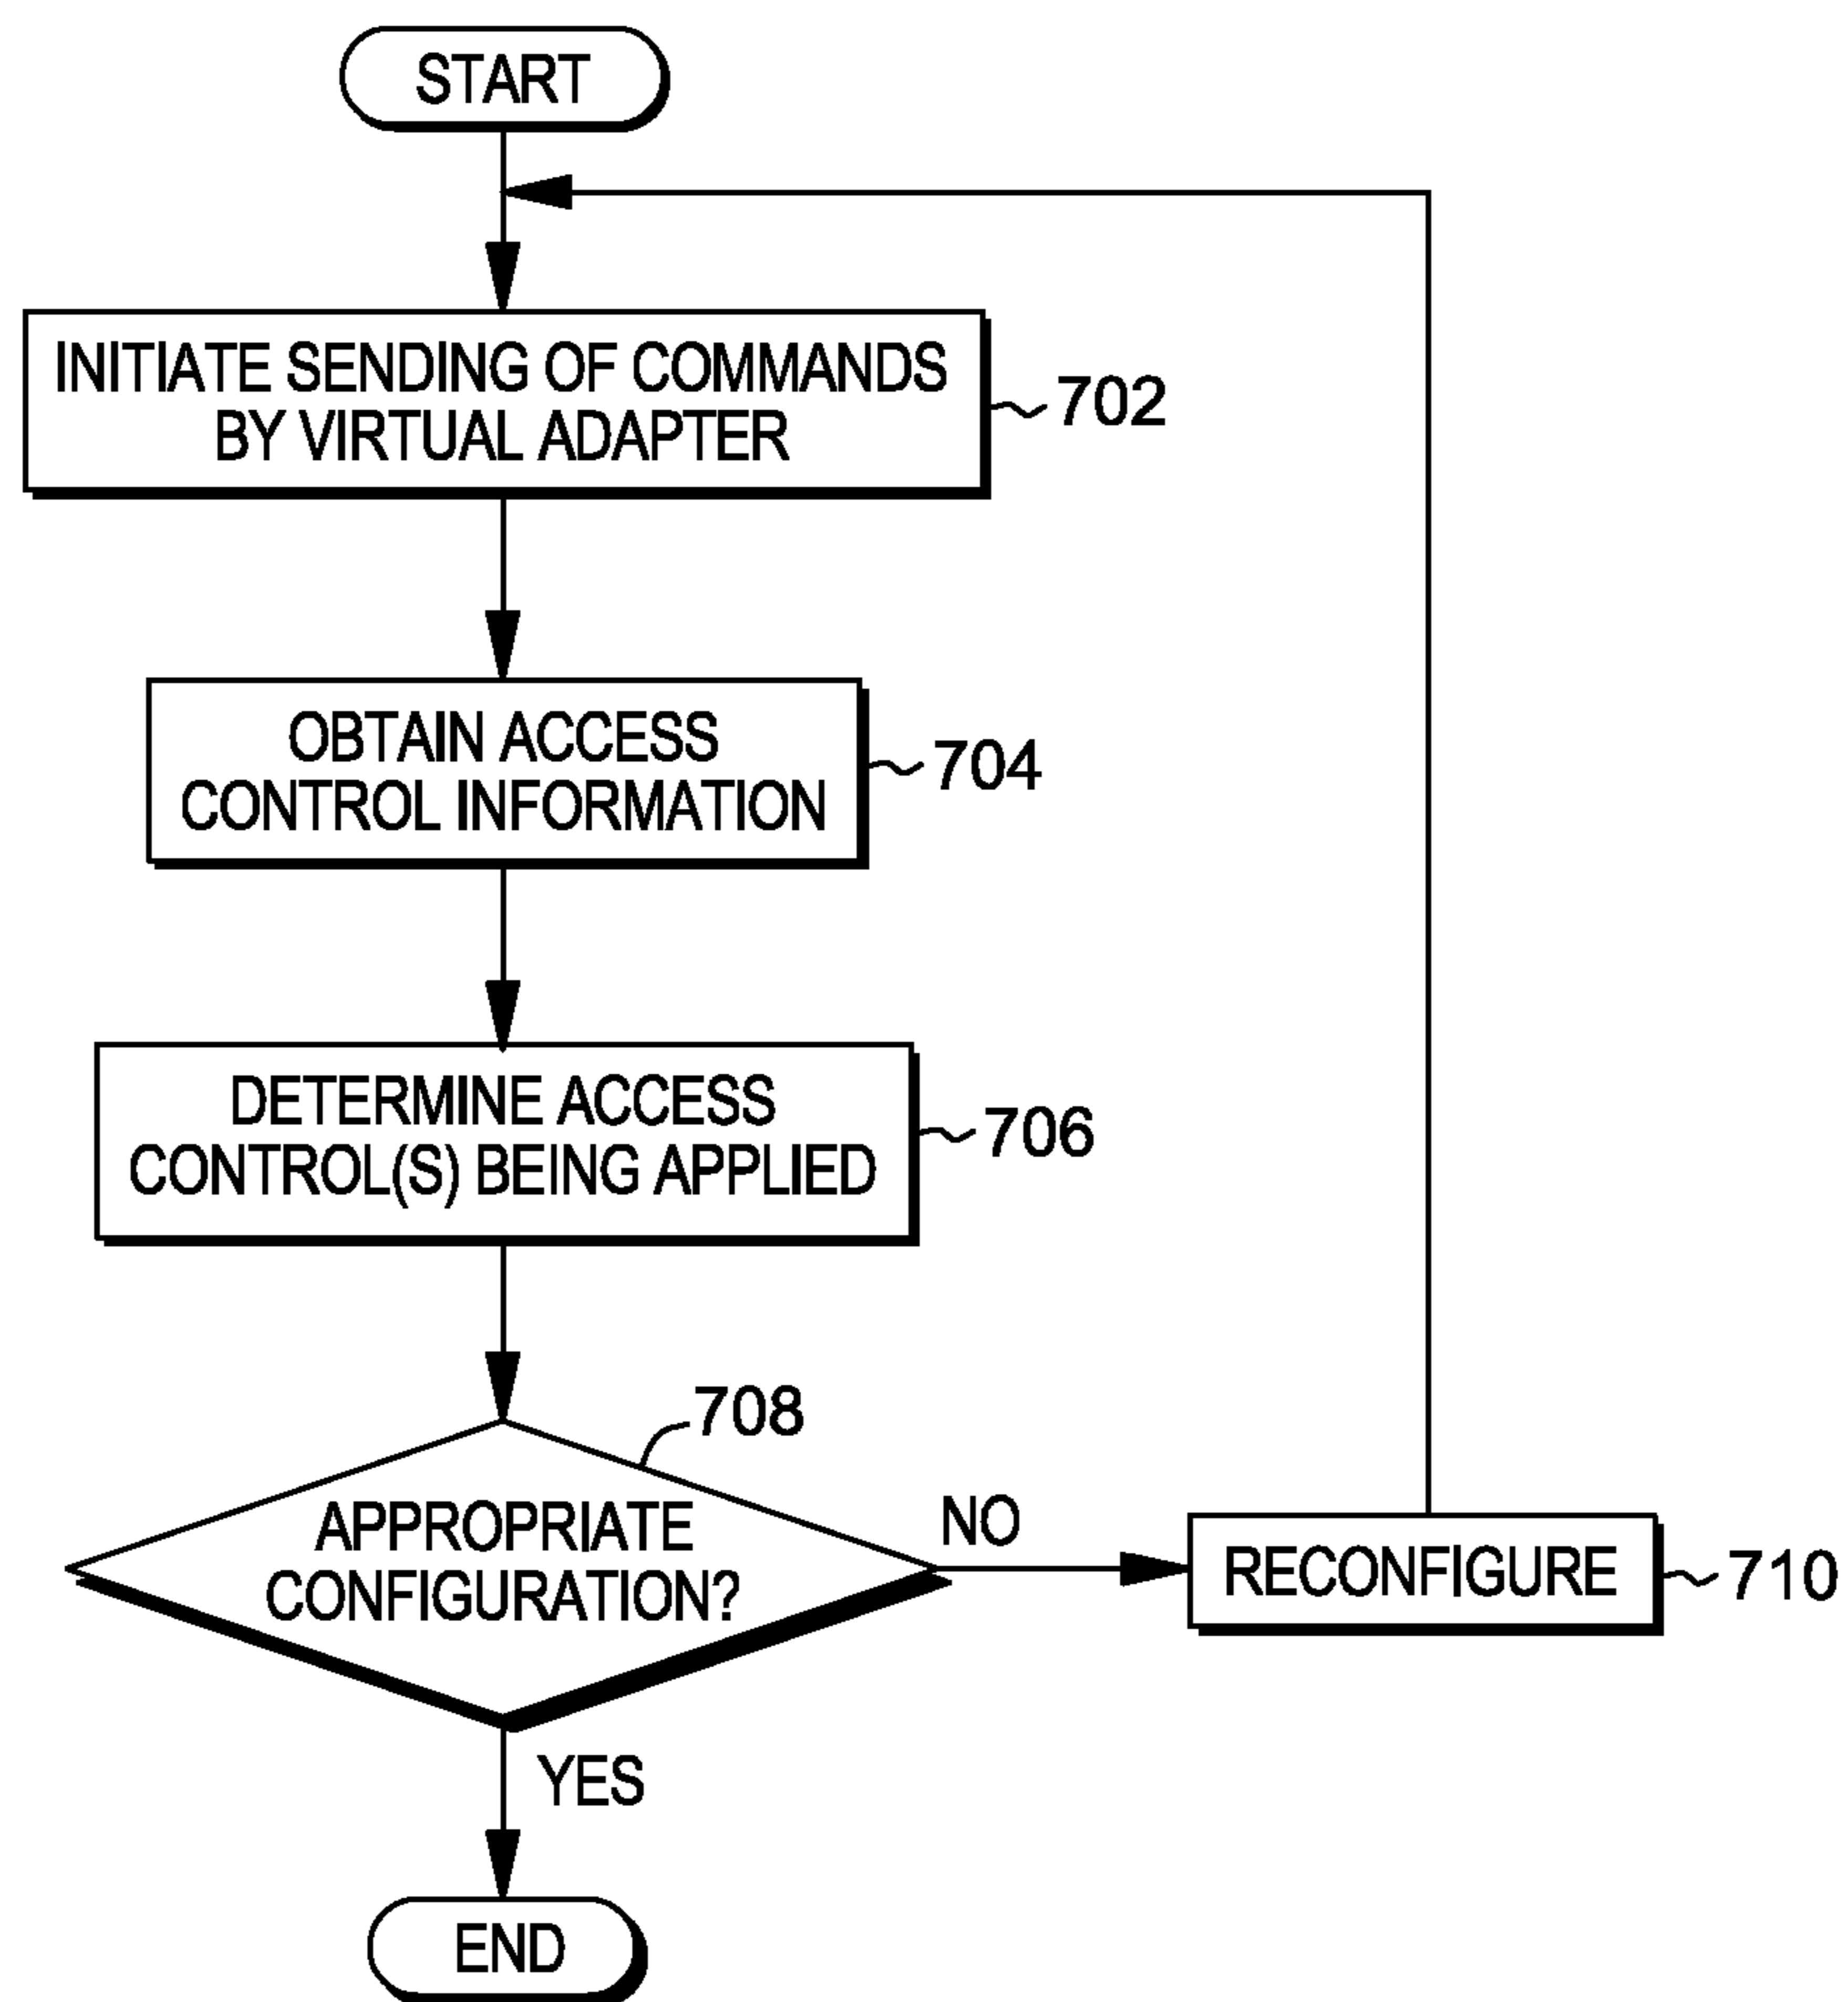 START
INITIATE SENDING OF COMMANDS
BY VIRTUAL ADAPTER
702
OBTAIN ACCESS
CONTROL INFORMATION
704
DETERMINE ACCESS
CONTROL(S) BEING APPLIED
706
708
APPROPRIATE
CONFIGURATION?
NO
RECONFIGURE
710
YES
END